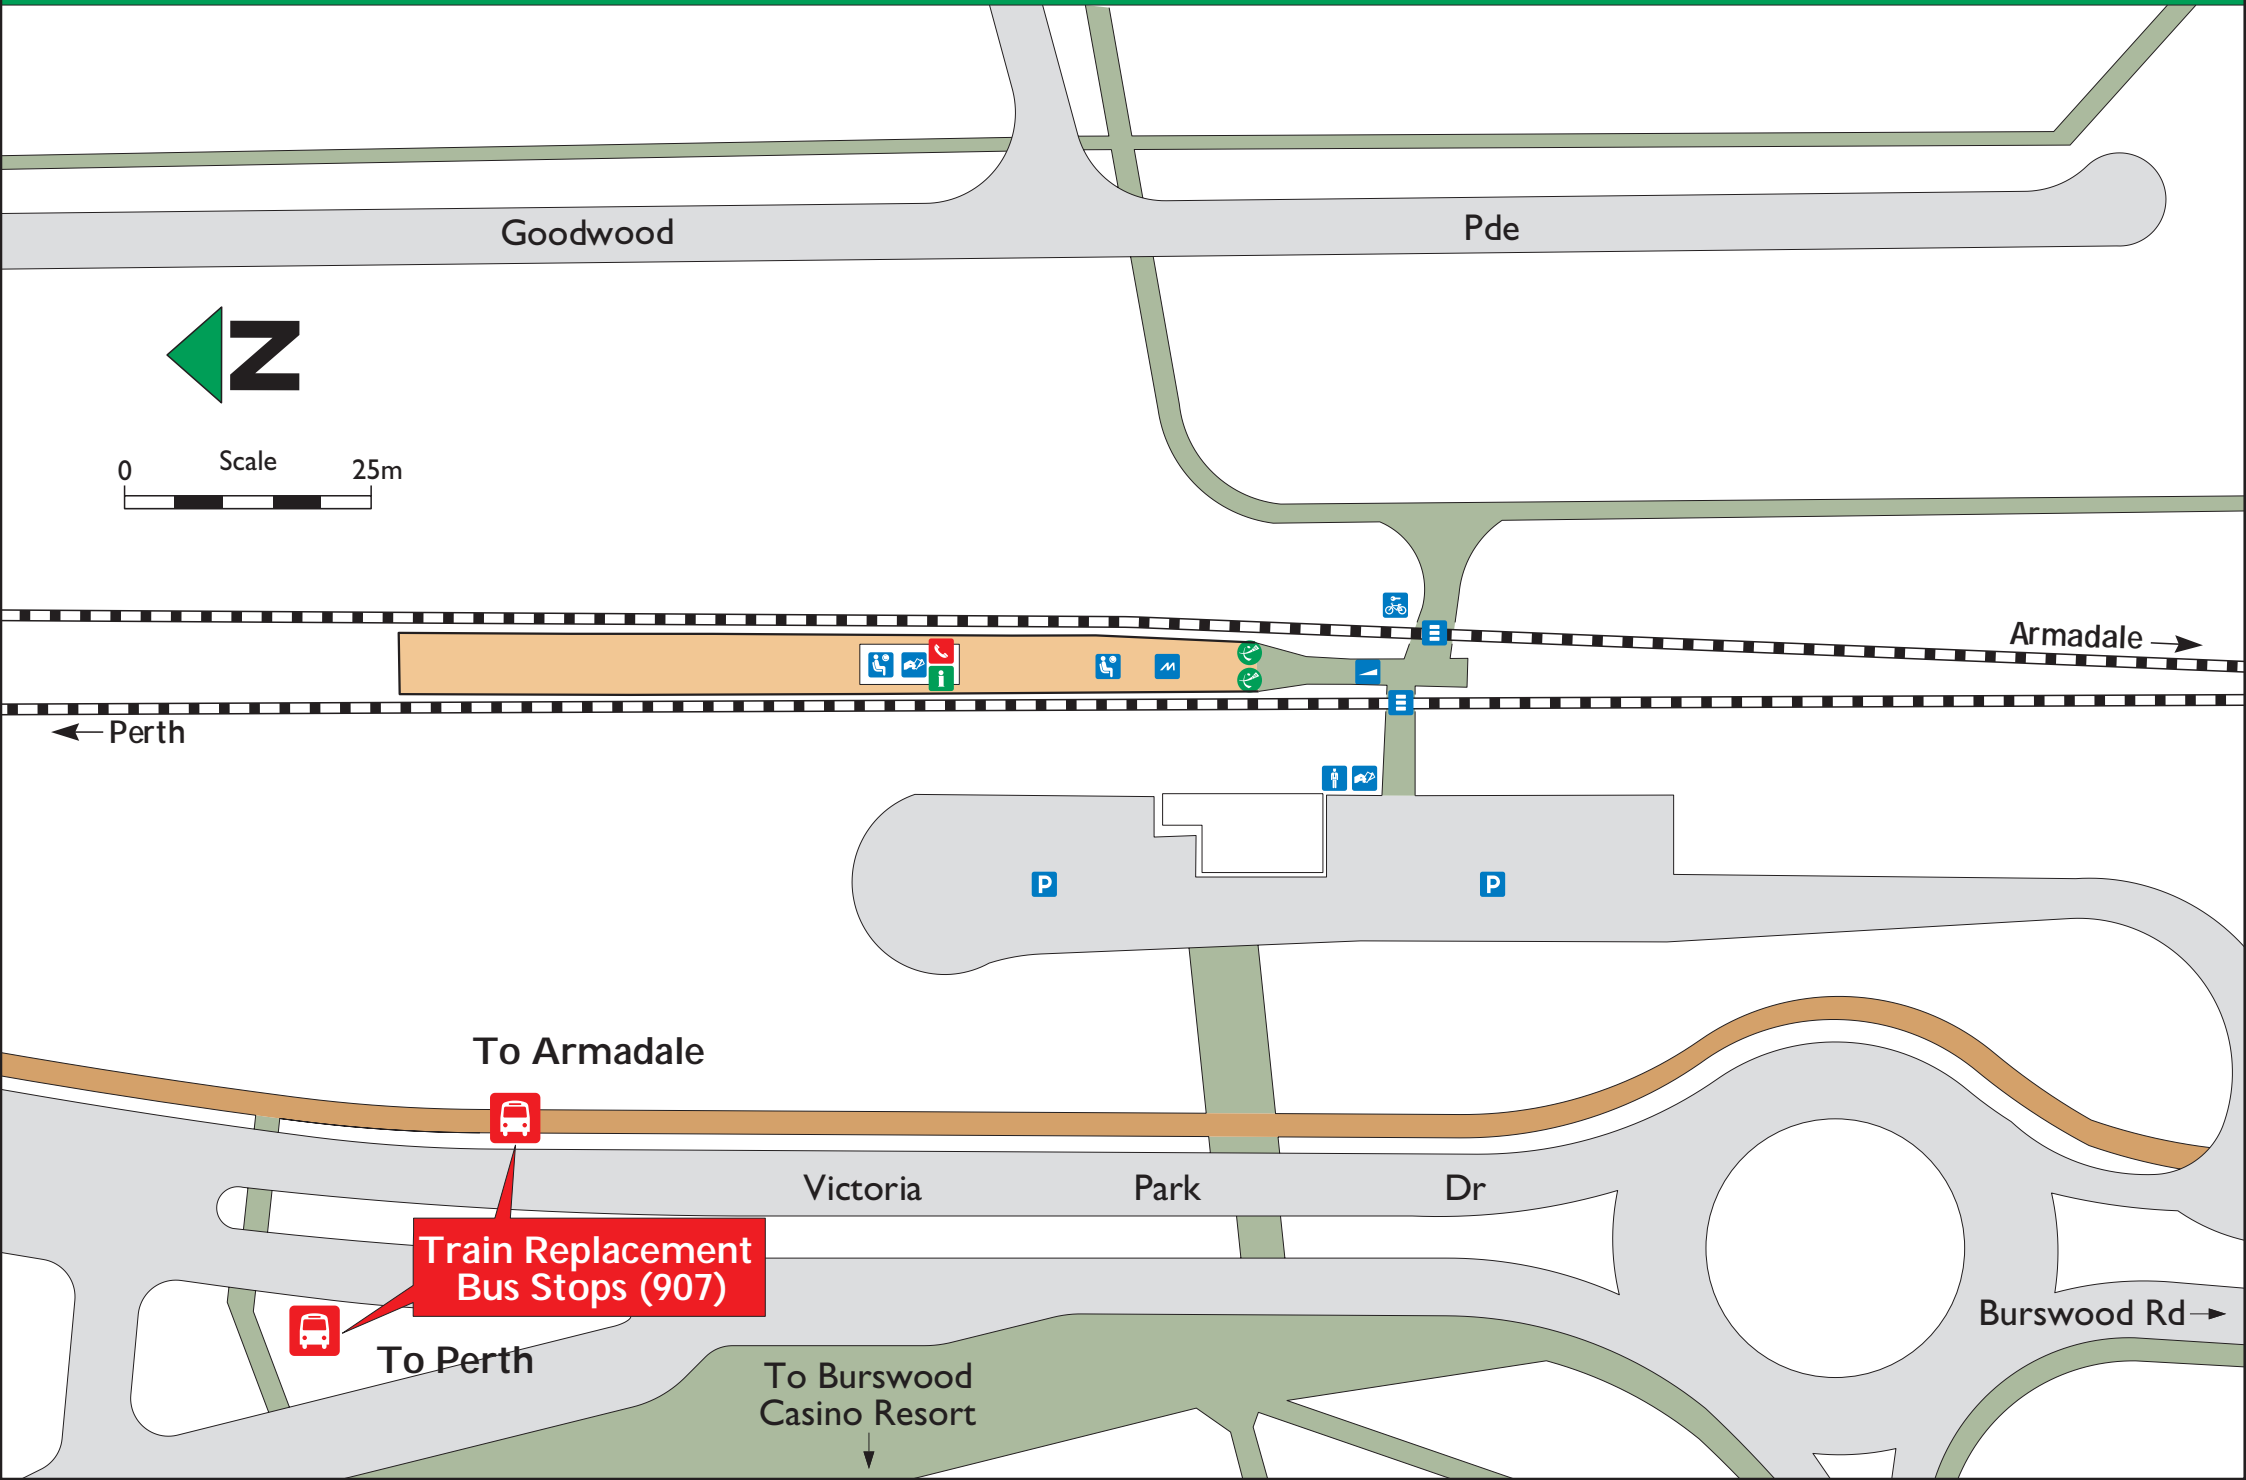 Goodwood Pde
N
Scale
0 25m
Armadale
Perth
i
P P
To Armadale
Victoria Park Dr
Train Replacement
Bus Stops (907)
To Perth
Burswood Rd
To Burswood
Casino Resort